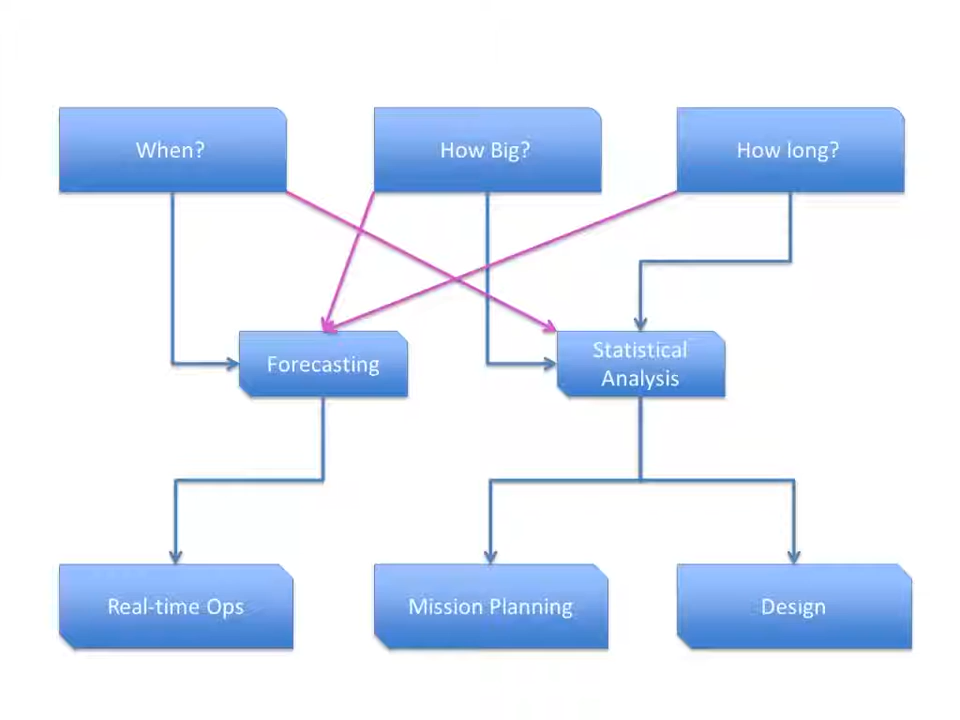 When?
How Big?
How long?
Forecasting
Statistical
Analysis
Real-time Ops
Mission Planning
Design